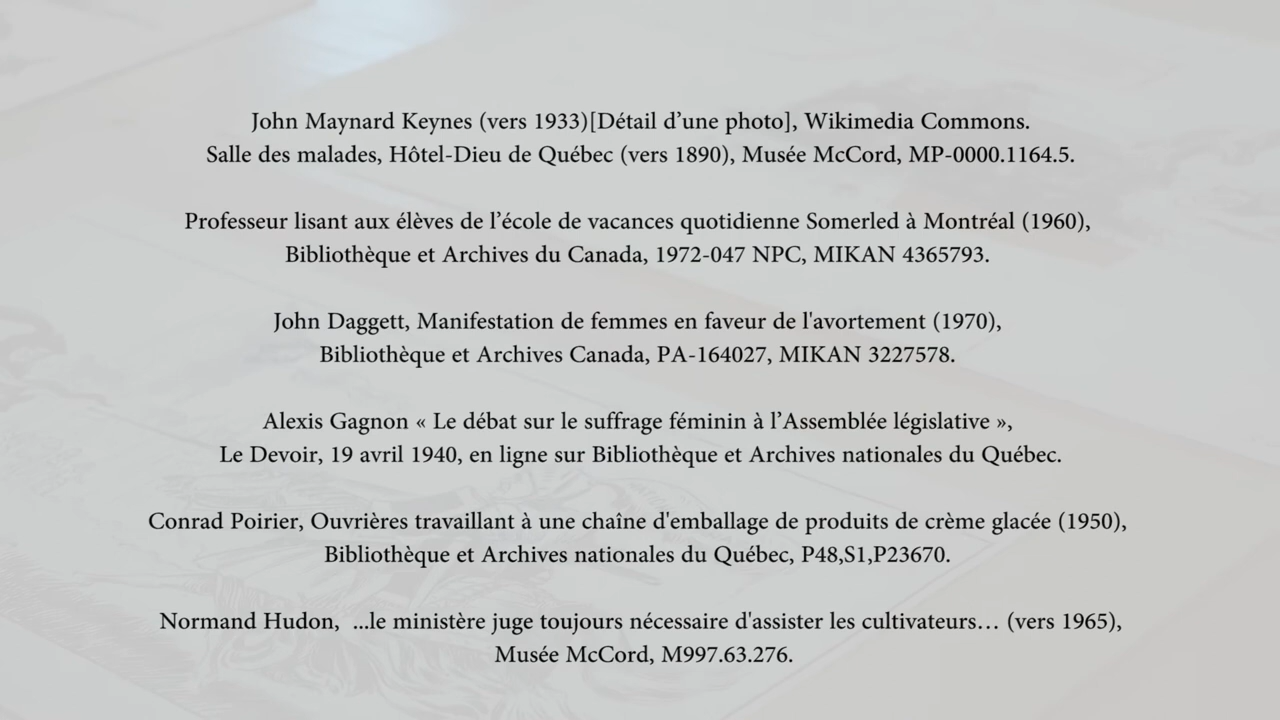 John Maynard Keynes (vers 1933)[Détail d’une photo], Wikimedia Commons.
Salle des malades, Hôtel-Dieu de Québec (vers 1890), Musée McCord, MP-0000.1164.5.
Professeur lisant aux élèves de l’école de vacances quotidienne Somerled à Montréal (1960),
Bibliothèque et Archives du Canada, 1972-047 NPC, MIKAN 4365793.
John Daggett, Manifestation de femmes en faveur de l'avortement (1970),
Bibliothèque et Archives Canada, PA-164027, MIKAN 3227578.
Alexis Gagnon « Le débat sur le suffrage féminin à l’Assemblée législative »,
Le Devoir, 19 avril 1940, en ligne sur Bibliothèque et Archives nationales du Québec.
Conrad Poirier, Ouvrières travaillant à une chaîne d'emballage de produits de crème glacée (1950),
Bibliothèque et Archives nationales du Québec, P48,S1,P23670.
Normand Hudon,  ...le ministère juge toujours nécessaire d'assister les cultivateurs… (vers 1965),
Musée McCord, M997.63.276.